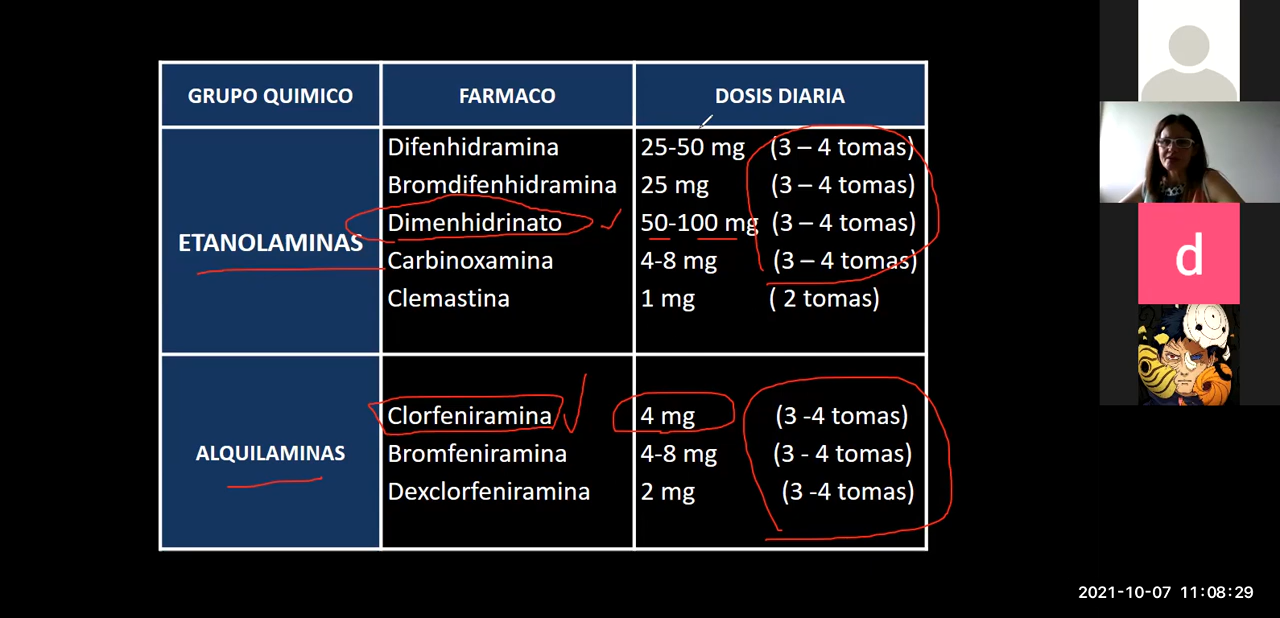 GRUPO QUIMICO FARMACO DOSIS DIARIA
ETANOLAMINAS
Difenhidramina 25-50 mg (3 – 4 tomas)
Bromdifenhidramina 25 mg (3 – 4 tomas)
Dimenhidrinato 50-100 mg (3 – 4 tomas)
Carbinoxamina 4-8 mg (3 – 4 tomas)
Clemastina 1 mg ( 2 tomas)
ALQUILAMINAS
Clorfeniramina 4 mg (3 -4 tomas)
Bromfeniramina 4-8 mg (3 - 4 tomas)
Dexclorfeniramina 2 mg (3 -4 tomas)
d
2021-10-07 11:08:29